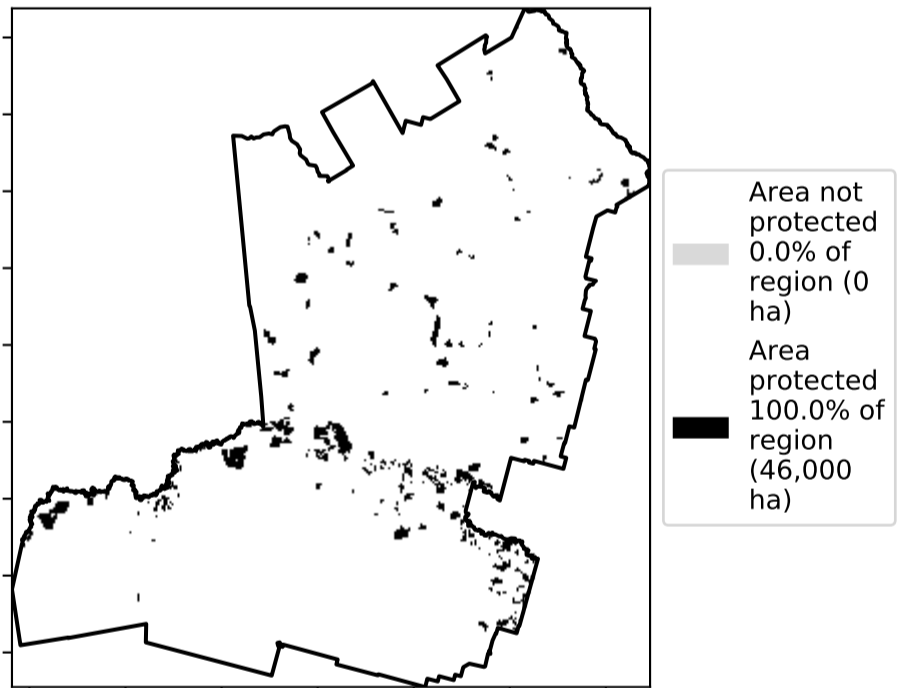 Area not
protected
0.0% of
region (0
ha)
Area
protected
100.0% of
region
(46,000
ha)